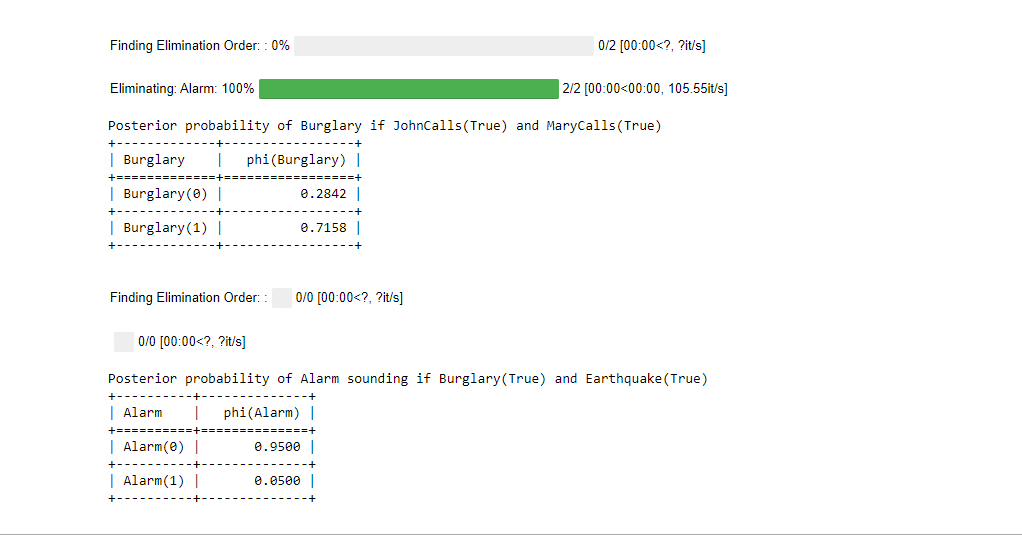 Finding Elimination Order: : 0% 0/2 [00:00<?, ?it/s]
Eliminating: Alarm: 100% 2/2 [00:00<00:00, 105.55it/s]
Posterior probability of Burglary if JohnCalls(True) and MaryCalls(True)
+-------------+-----------------+
| Burglary    |   phi(Burglary) |
+=============+=================+
| Burglary(0) |          0.2842 |
+-------------+-----------------+
| Burglary(1) |          0.7158 |
+-------------+-----------------+
Finding Elimination Order: : 0/0 [00:00<?, ?it/s]
0/0 [00:00<?, ?it/s]
Posterior probability of Alarm sounding if Burglary(True) and Earthquake(True)
+----------+--------------+
| Alarm    |   phi(Alarm) |
+==========+==============+
| Alarm(0) |       0.9500 |
+----------+--------------+
| Alarm(1) |       0.0500 |
+----------+--------------+